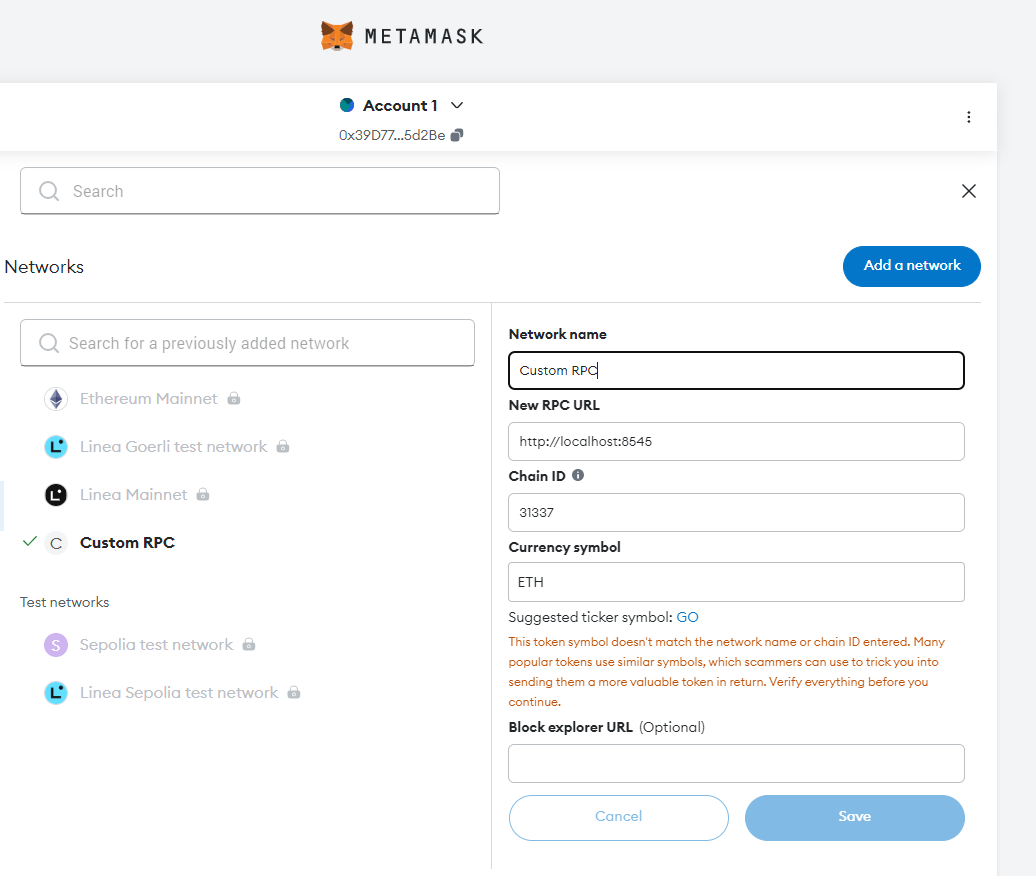 METAMASK
Account 1
0x39D77...5d2Be
Search
Networks
Add a network
Search for a previously added network
Ethereum Mainnet
L Linea Goerli test network
L Linea Mainnet
C Custom RPC
Test networks
S Sepolia test network
L Linea Sepolia test network
Network name
Custom RPC
New RPC URL
http://localhost:8545
Chain ID
31337
Currency symbol
ETH
Suggested ticker symbol: GO
This token symbol doesn't match the network name or chain ID entered. Many
popular tokens use similar symbols, which scammers can use to trick you into
sending them a more valuable token in return. Verify everything before you
continue.
Block explorer URL (Optional)
Cancel
Save